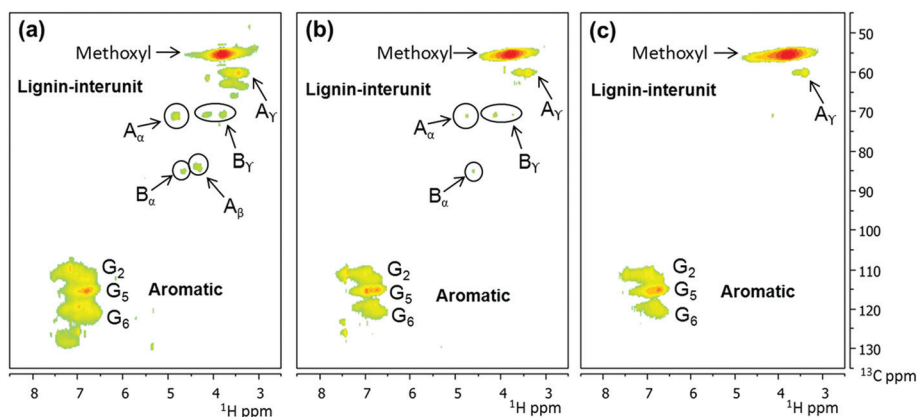 (a)
Methoxyl
Lignin-interunit
Aγ
Aα
Bγ
Bα
Aβ
G2
G5
Aromatic
G6
8 7 6 5 4 3
1H ppm
(b)
Methoxyl
Lignin-interunit
Aγ
Aα
Bγ
Bα
G2
G5
Aromatic
G6
8 7 6 5 4 3
1H ppm
(c)
Methoxyl
Lignin-interunit
Aγ
G2
G5
Aromatic
G6
8 7 6 5 4 3
1H ppm
50
60
70
80
90
100
110
120
130
13C ppm